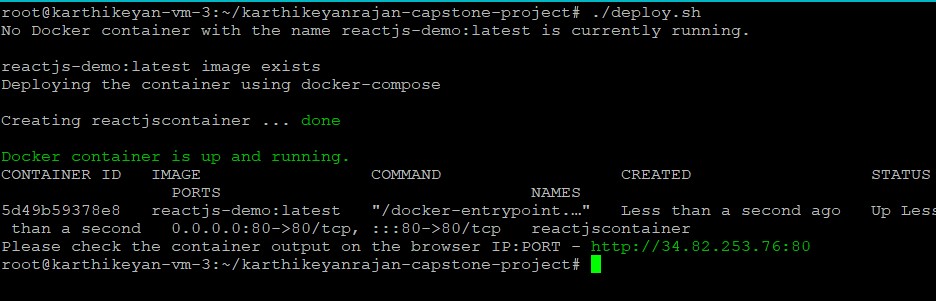 root@karthikeyan-vm-3:~/karthikeyanrajan-capstone-project# ./deploy.sh
No Docker container with the name reactjs-demo:latest is currently running.
reactjs-demo:latest image exists
Deploying the container using docker-compose
Creating reactjscontainer ... done
Docker container is up and running.
CONTAINER ID   IMAGE                 COMMAND                  CREATED                  STATUS
PORTS                               NAMES
5d49b59378e8   reactjs-demo:latest   "/docker-entrypoint.…"   Less than a second ago   Up Less
than a second   0.0.0.0:80->80/tcp, :::80->80/tcp   reactjscontainer
Please check the container output on the browser IP:PORT - http://34.82.253.76:80
root@karthikeyan-vm-3:~/karthikeyanrajan-capstone-project#